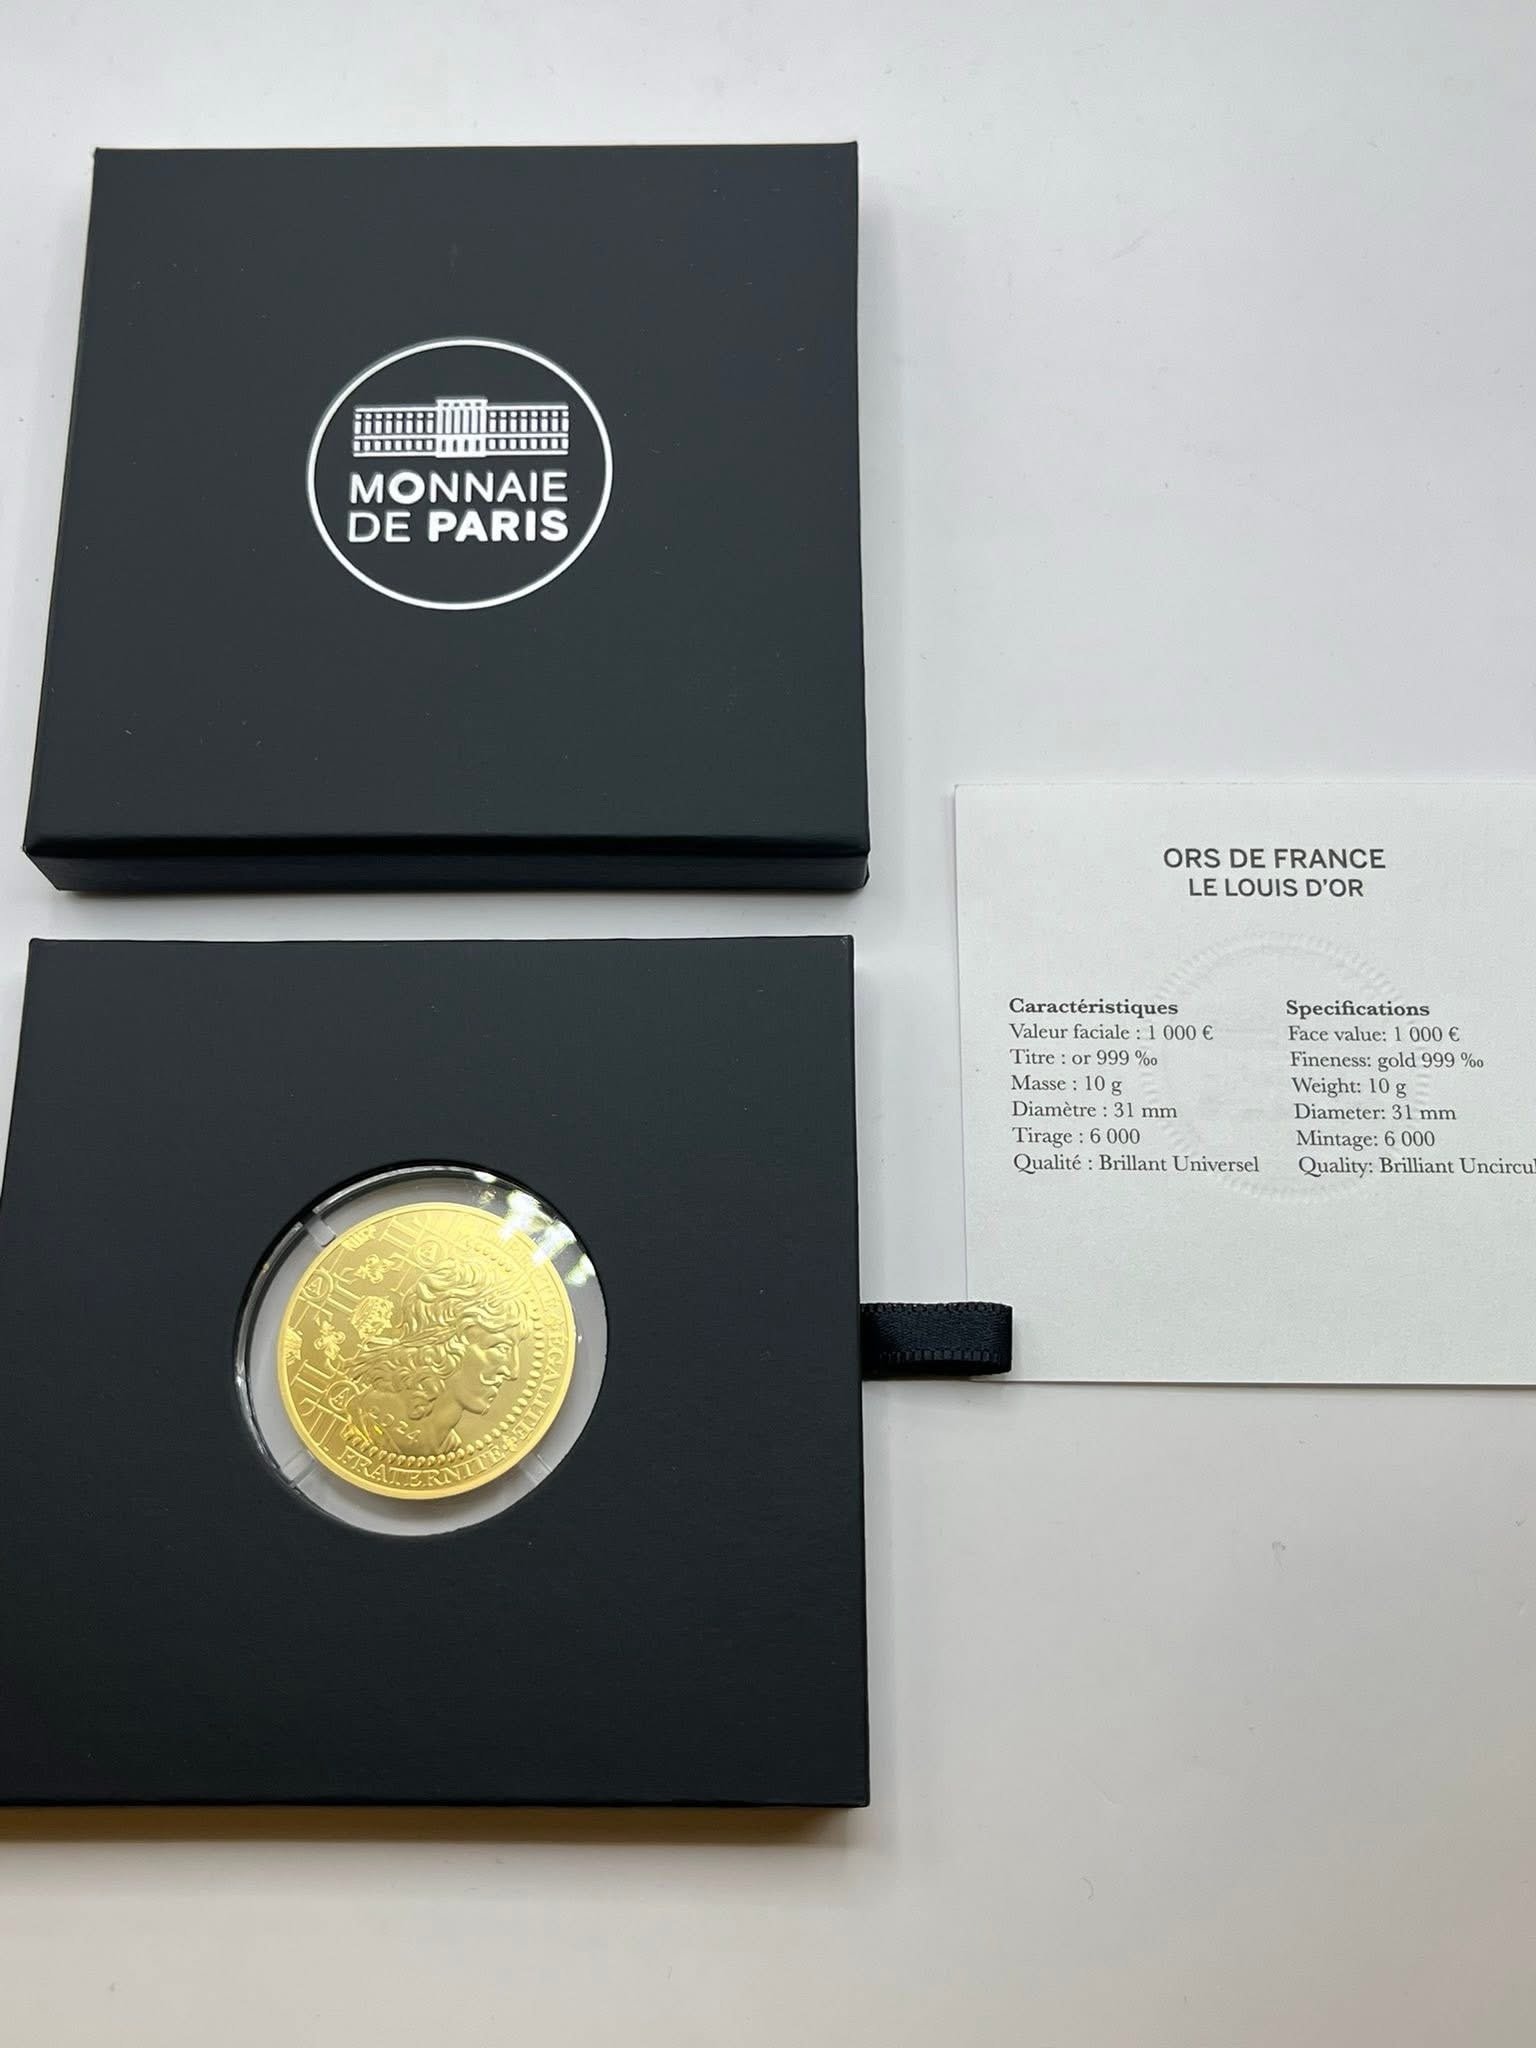 MONNAIE
DE PARIS
ORS DE FRANCE
LE LOUIS D'OR
Caractéristiques
Valeur faciale : 1 000 €
Titre : or 999 ‰
Masse : 10 g
Diamètre : 31 mm
Tirage : 6 000
Qualité : Brillant Universel
Specifications
Face value: 1 000 €
Fineness: gold 999 ‰
Weight: 10 g
Diameter: 31 mm
Mintage: 6 000
Quality: Brilliant Uncircul
2024
EGALITE
FRATERNITE